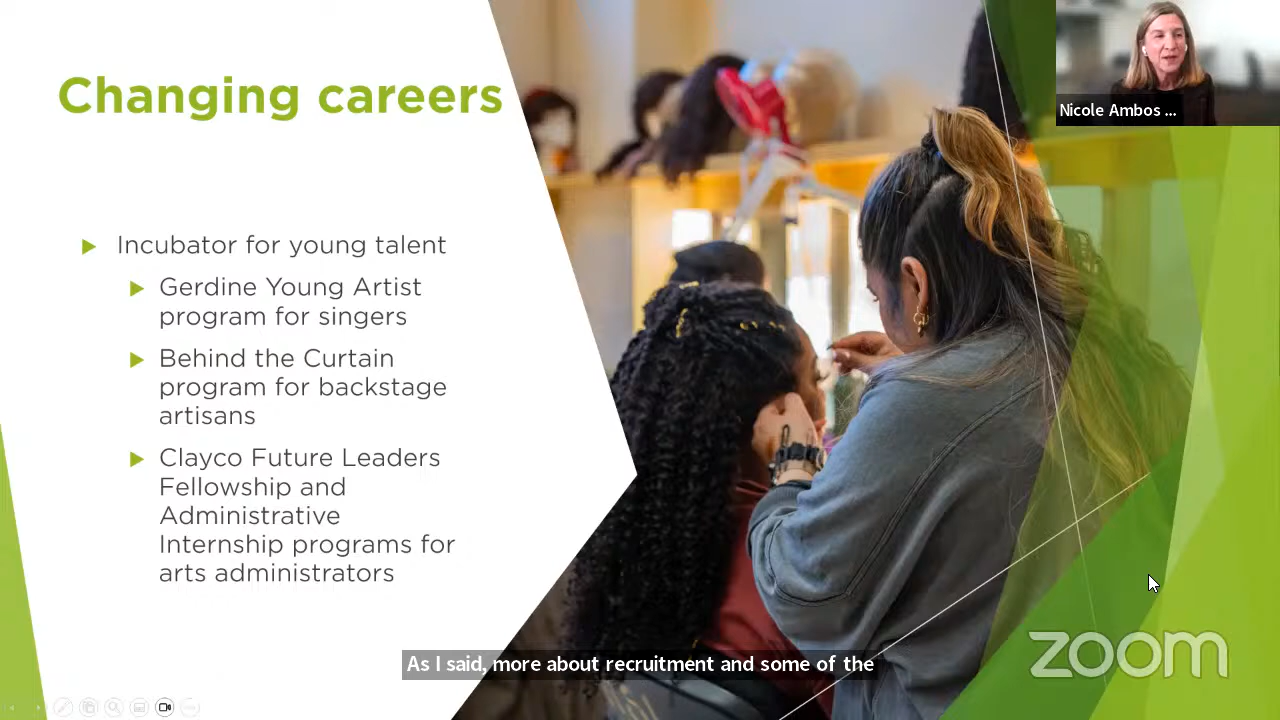 Changing careers
Nicole Ambos ...
Incubator for young talent
Gerdine Young Artist
program for singers
Behind the Curtain
program for backstage
artisans
Clayco Future Leaders
Fellowship and
Administrative
Internship programs for
arts administrators
As I said, more about recruitment and some of the
zoom